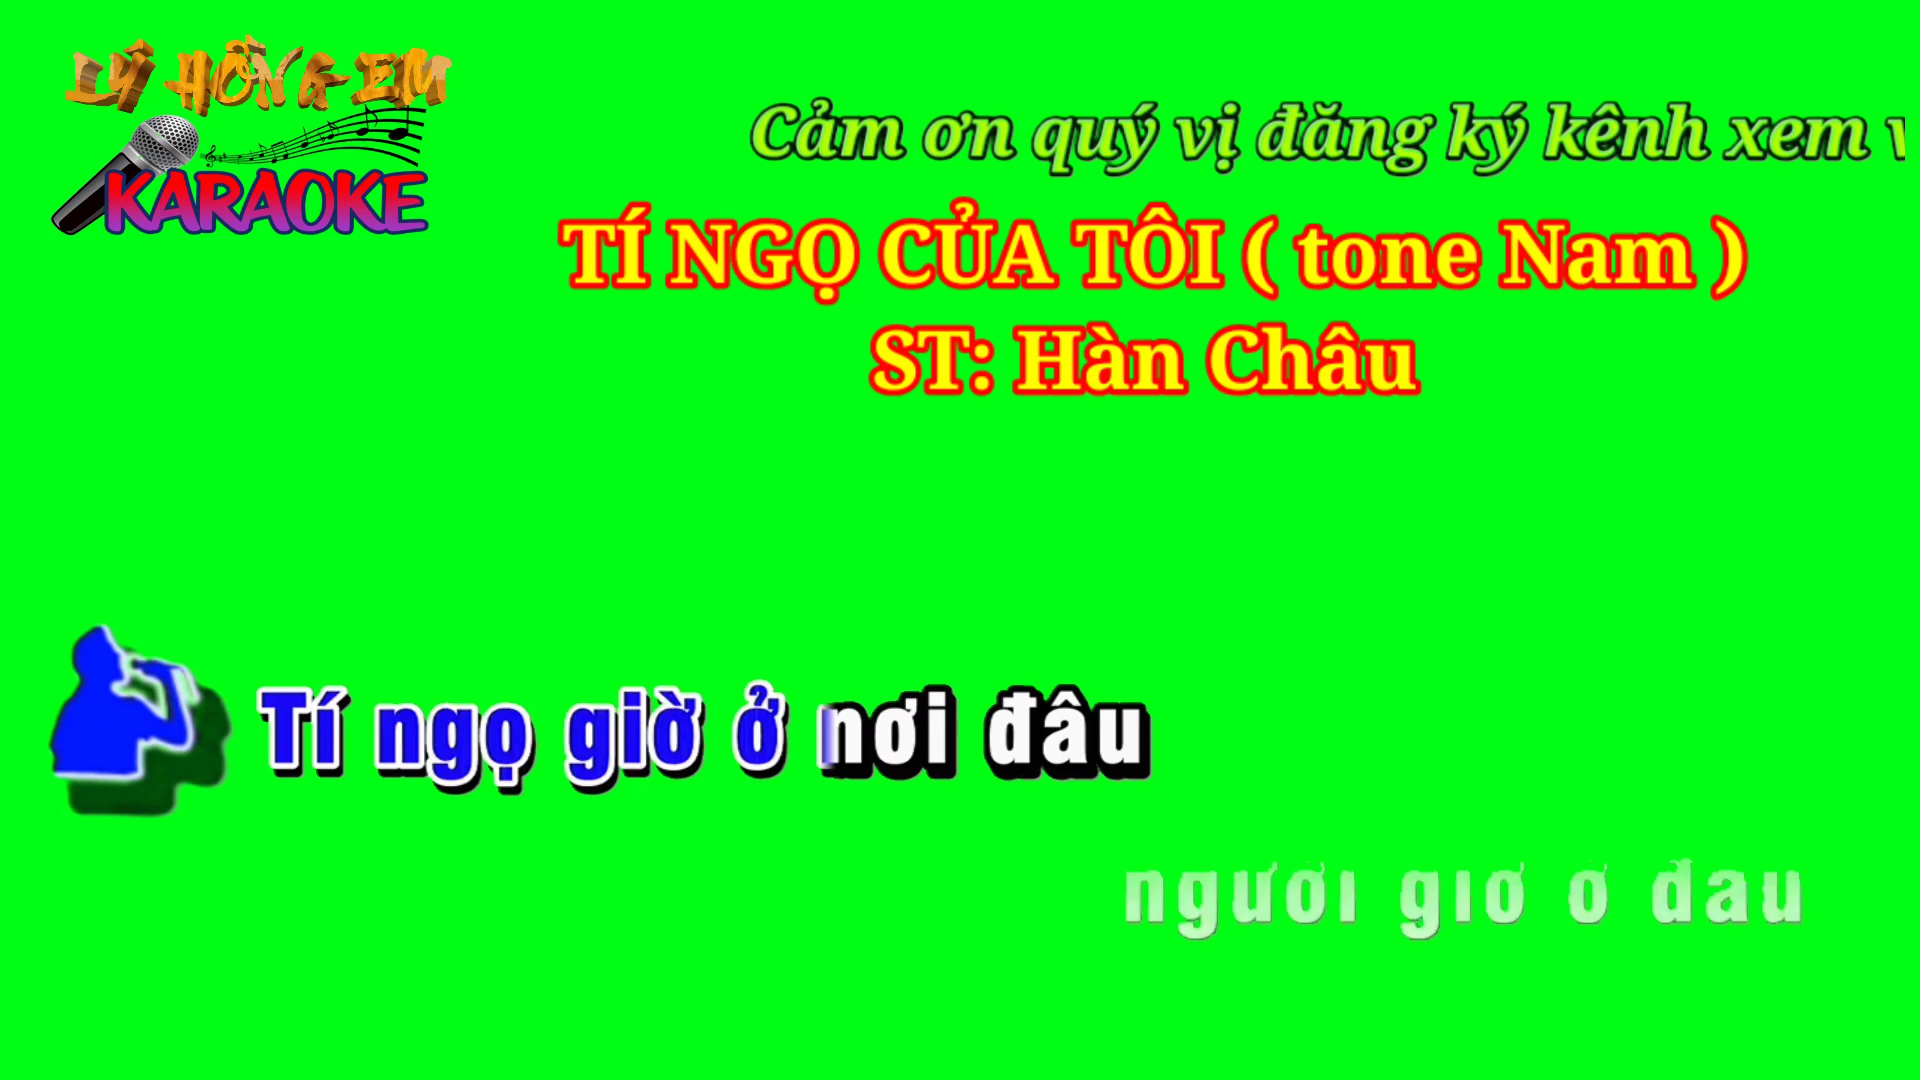 LÝ HỒNG EM
KARAOKE
Cảm ơn quý vị đăng ký kênh xem
TÍ NGỌ CỦA TÔI ( tone Nam )
ST: Hàn Châu
Tí ngọ giờ ở nơi đâu
người giờ ở đâu